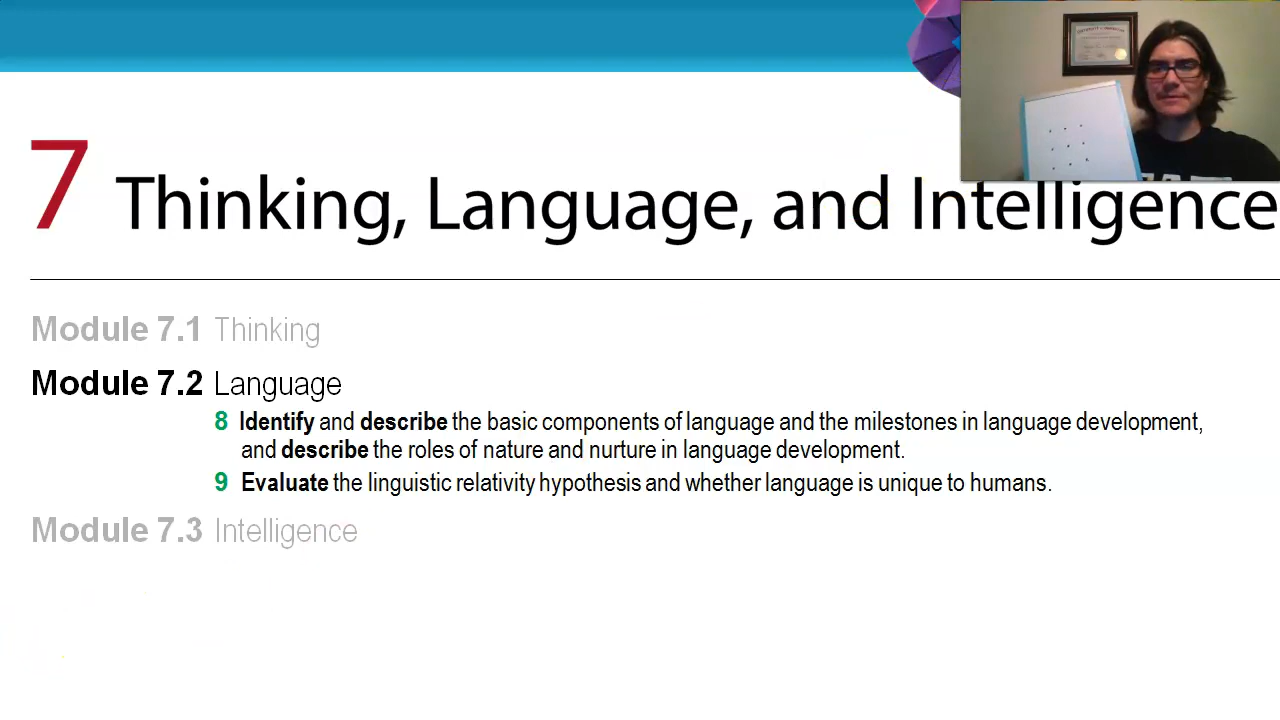 7 Thinking, Language, and Intelligence
Module 7.1 Thinking
Module 7.2 Language
8 Identify and describe the basic components of language and the milestones in language development,
and describe the roles of nature and nurture in language development.
9 Evaluate the linguistic relativity hypothesis and whether language is unique to humans.
Module 7.3 Intelligence